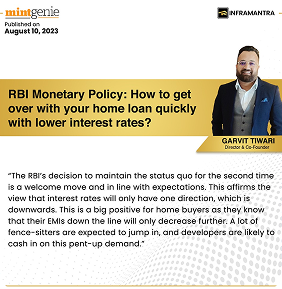 mintgenie
Published on
August 10, 2023
INFRAMANTRA
RBI Monetary Policy: How to get
over with your home loan quickly
with lower interest rates?
GARVIT TIWARI
Director & Co-Founder
“The RBI's decision to maintain the status quo for the second time
is a welcome move and in line with expectations. This affirms the
view that interest rates will only have one direction, which is
downwards. This is a big positive for home buyers as they know
that their EMIs down the line will only decrease further. A lot of
fence-sitters are expected to jump in, and developers are likely to
cash in on this pent-up demand.”